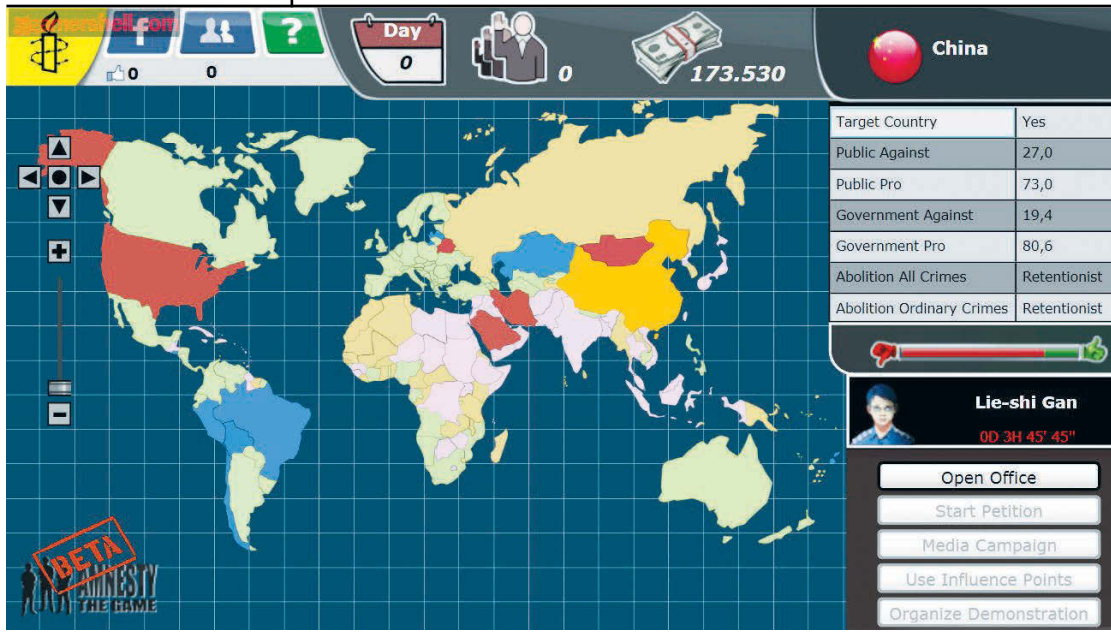 f
?
0
0
Day
0
0
173.530
China
Target Country Yes
Public Against 27,0
Public Pro 73,0
Government Against 19,4
Government Pro 80,6
Abolition All Crimes Retentionist
Abolition Ordinary Crimes Retentionist
Lie-shi Gan
0D 3H 45' 45"
Open Office
Start Petition
Media Campaign
Use Influence Points
Organize Demonstration
BETA
AMNESTY
THE GAME